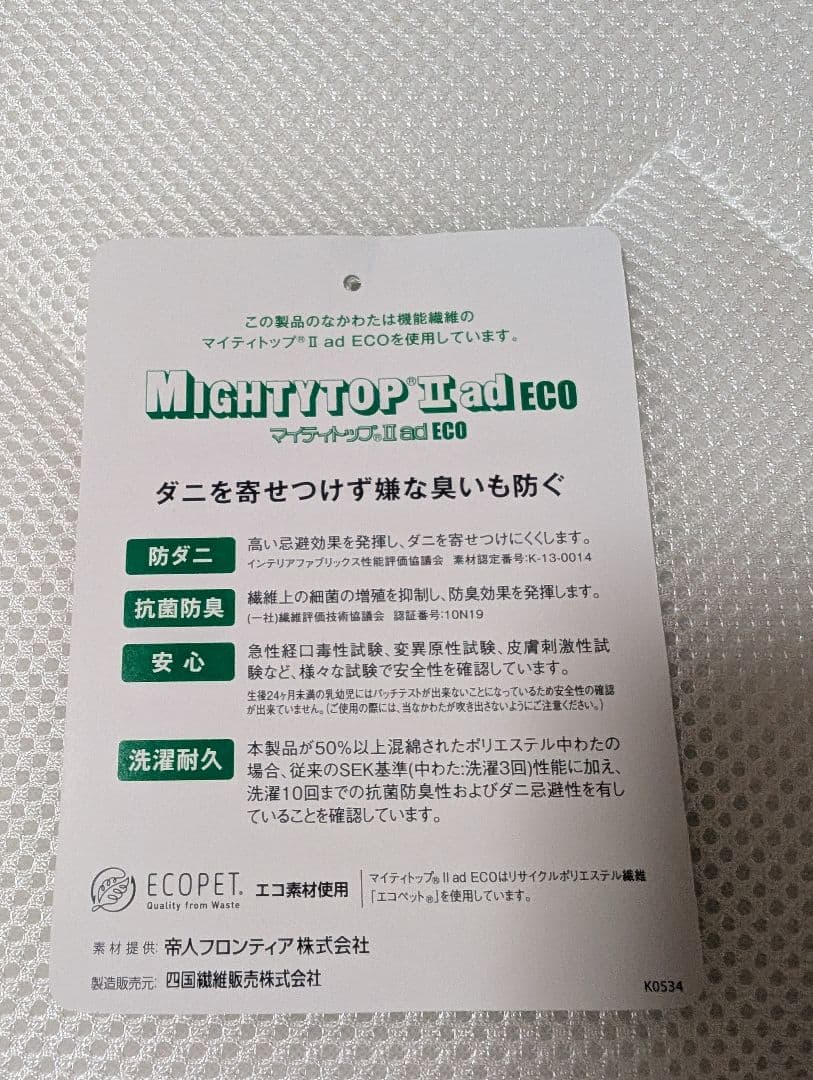 この製品のなかわたは機能繊維の
マイティトップ®Ⅱ ad ECOを使用しています。
MIGHTYTOP®Ⅱ ad ECO
マイティトップ®Ⅱ ad ECO
ダニを寄せつけず嫌な臭いも防ぐ
防ダニ
高い忌避効果を発揮し、ダニを寄せつけにくくします。
インテリアファブリックス性能評価協議会 素材認定番号:K-13-0014
抗菌防臭
繊維上の細菌の増殖を抑制し、防臭効果を発揮します。
(一社)繊維評価技術協議会 認証番号:10N19
安心
急性経口毒性試験、変異原性試験、皮膚刺激性試
験など、様々な試験で安全性を確認しています。
生後24ヶ月未満の乳幼児にはパッチテストが出来ないことになっているため安全性の確認
が出来ていません。(ご使用の際には、当なかわたが吹き出さないようにご注意ください。)
洗濯耐久
本製品が50%以上混綿されたポリエステル中わたの
場合、従来のSEK基準(中わた:洗濯3回)性能に加え、
洗濯10回までの抗菌防臭性およびダニ忌避性を有し
ていることを確認しています。
ECOPET®
Quality from Waste
エコ素材使用
マイティトップ®Ⅱ ad ECOはリサイクルポリエステル繊維
「エコペット®」を使用しています。
素材提供: 帝人フロンティア株式会社
製造販売元: 四国繊維販売株式会社
K0534